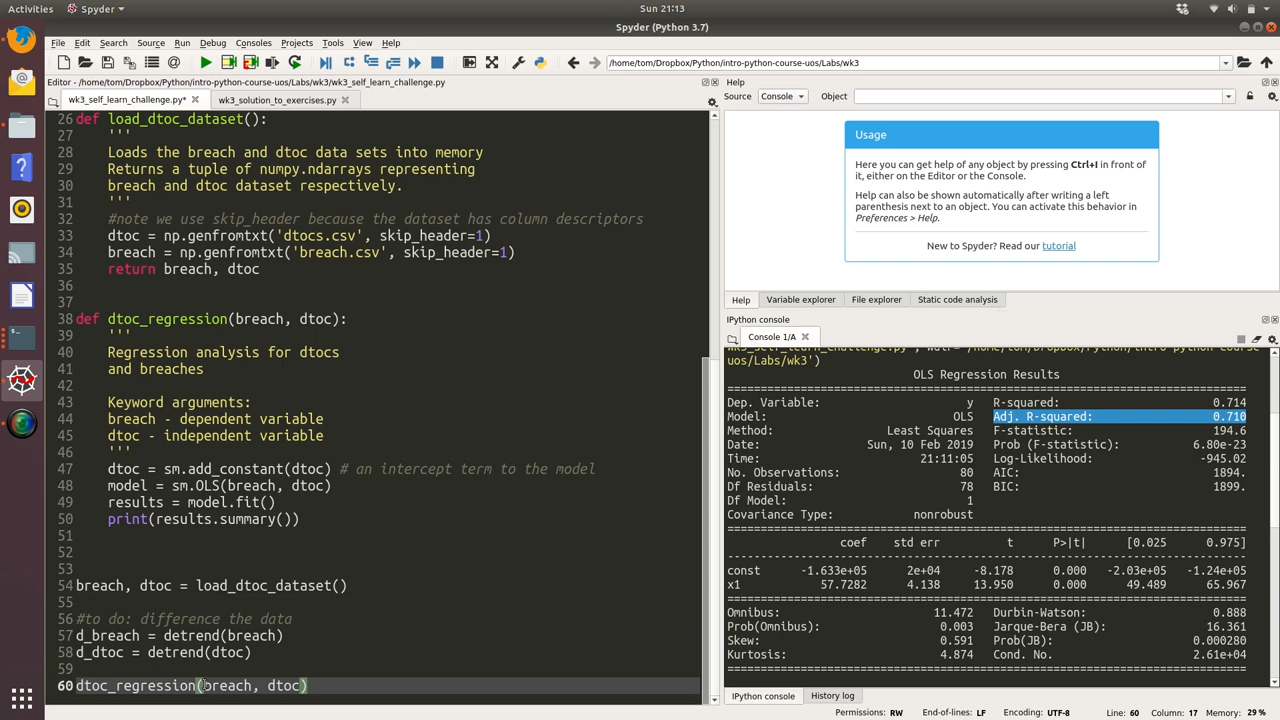 Activities
Spyder
Sun 21:13
Spyder (Python 3.7)
File Edit Search Source Run Debug Consoles Projects Tools View Help
/home/tom/Dropbox/Python/intro-python-course-uos/Labs/wk3
Editor - /home/tom/Dropbox/Python/intro-python-course-uos/Labs/wk3/wk3_self_learn_challenge.py
wk3_self_learn_challenge.py*
wk3_solution_to_exercises.py
26 def load_dtoc_dataset():
27 '''
28 Loads the breach and dtoc data sets into memory
29 Returns a tuple of numpy.ndarrays representing
30 breach and dtoc dataset respectively.
31 '''
32 #note we use skip_header because the dataset has column descriptors
33 dtoc = np.genfromtxt('dtocs.csv', skip_header=1)
34 breach = np.genfromtxt('breach.csv', skip_header=1)
35 return breach, dtoc
36
37
38 def dtoc_regression(breach, dtoc):
39 '''
40 Regression analysis for dtocs
41 and breaches
42
43 Keyword arguments:
44 breach - dependent variable
45 dtoc - independent variable
46 '''
47 dtoc = sm.add_constant(dtoc) # an intercept term to the model
48 model = sm.OLS(breach, dtoc)
49 results = model.fit()
50 print(results.summary())
51
52
53
54 breach, dtoc = load_dtoc_dataset()
55
56 #to do: difference the data
57 d_breach = detrend(breach)
58 d_dtoc = detrend(dtoc)
59
60 dtoc_regression(breach, dtoc)
Help
Source Console Object
Usage
Here you can get help of any object by pressing Ctrl+I in front of
it, either on the Editor or the Console.
Help can also be shown automatically after writing a left
parenthesis next to an object. You can activate this behavior in
Preferences > Help.
New to Spyder? Read our tutorial
Help Variable explorer File explorer Static code analysis
IPython console
Console 1/A
uos/Labs/wk3')
OLS Regression Results
==============================================================================
Dep. Variable: y R-squared: 0.714
Model: OLS Adj. R-squared: 0.710
Method: Least Squares F-statistic: 194.6
Date: Sun, 10 Feb 2019 Prob (F-statistic): 6.80e-23
Time: 21:11:05 Log-Likelihood: -945.02
No. Observations: 80 AIC: 1894.
Df Residuals: 78 BIC: 1899.
Df Model: 1
Covariance Type: nonrobust
==============================================================================
coef std err t P>|t| [0.025 0.975]
------------------------------------------------------------------------------
const -1.633e+05 2e+04 -8.178 0.000 -2.03e+05 -1.24e+05
x1 57.7282 4.138 13.950 0.000 49.489 65.967
==============================================================================
Omnibus: 11.472 Durbin-Watson: 0.888
Prob(Omnibus): 0.003 Jarque-Bera (JB): 16.361
Skew: 0.591 Prob(JB): 0.000280
Kurtosis: 4.874 Cond. No. 2.61e+04
==============================================================================
IPython console History log
Permissions: RW End-of-lines: LF Encoding: UTF-8 Line: 60 Column: 17 Memory: 29 %